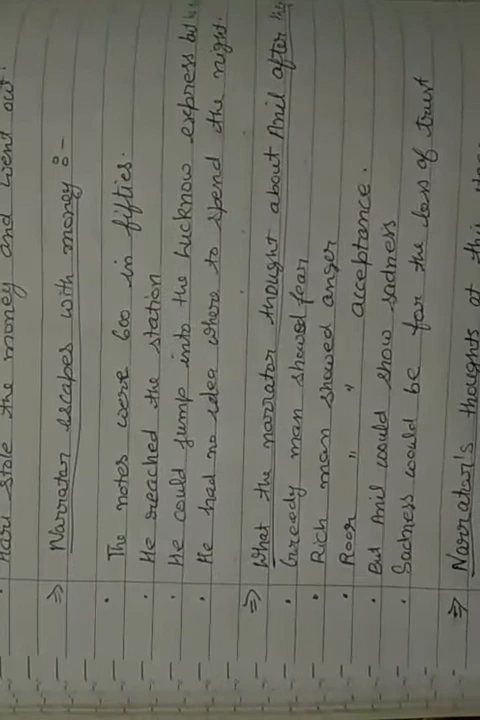 • Hari stole the money and went out.
⇒ Narrator escapes with money :-
• The notes were 600 in fifties.
• He reached the station
• He could jump into the Lucknow express but he
• He had no idea where to spend the night.
⇒ What the narrator thought about Anil after
• Greedy man showed fear
• Rich man showed anger
• Poor " " acceptance.
• But Anil would show sadness
• Sadness would be for the loss of trust
⇒ Narrator's thoughts at this